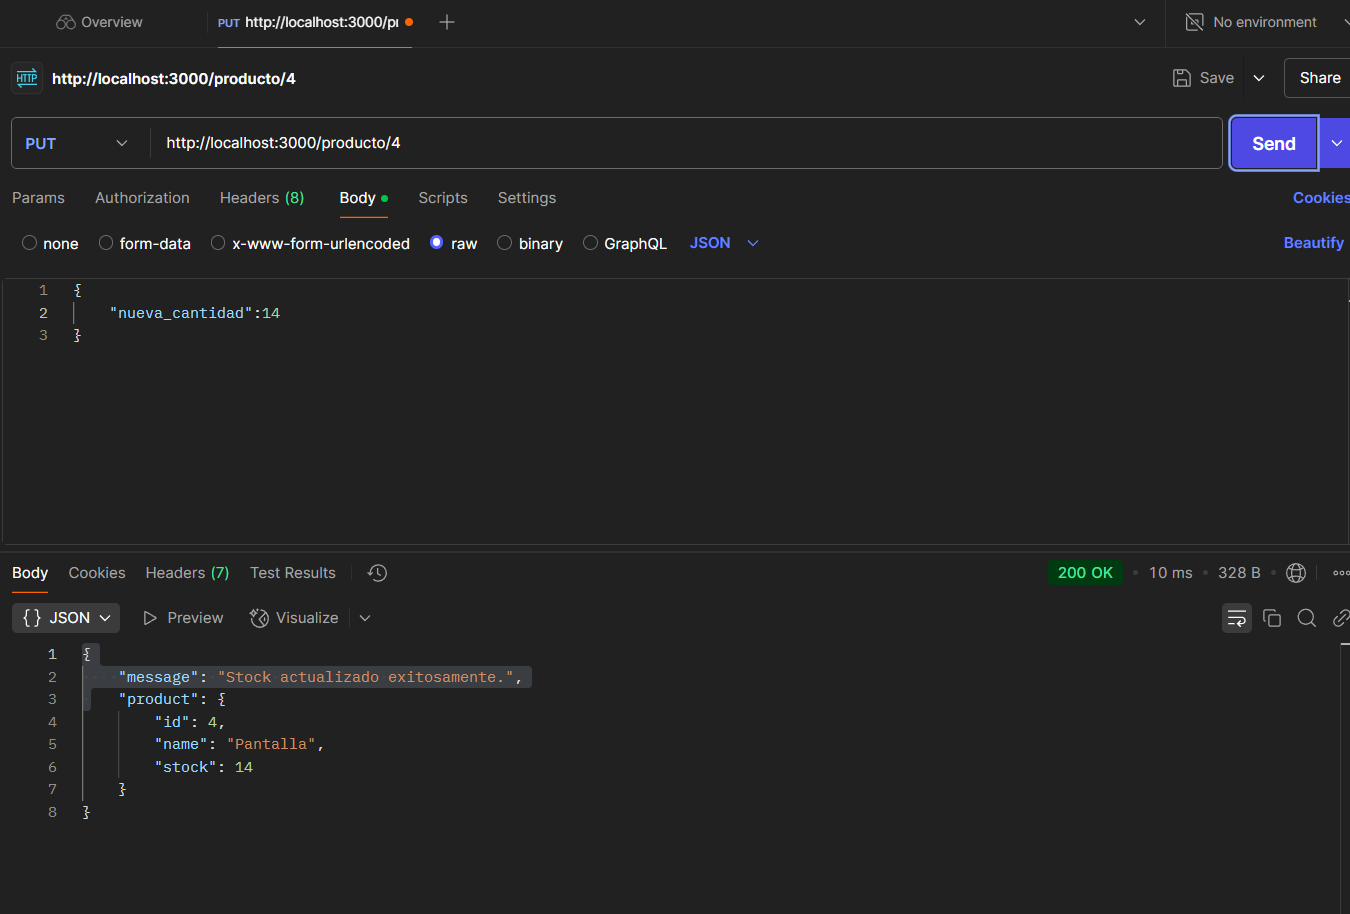 Overview
PUT http://localhost:3000/pr
No environment
HTTP http://localhost:3000/producto/4
Save
Share
PUT
http://localhost:3000/producto/4
Send
Params Authorization Headers (8) Body Scripts Settings
Cookies
none form-data x-www-form-urlencoded raw binary GraphQL JSON
Beautify
1 {
2 "nueva_cantidad":14
3 }
Body Cookies Headers (7) Test Results
200 OK • 10 ms • 328 B
{} JSON Preview Visualize
1 {
2 "message": "Stock actualizado exitosamente.",
3 "product": {
4 "id": 4,
5 "name": "Pantalla",
6 "stock": 14
7 }
8 }